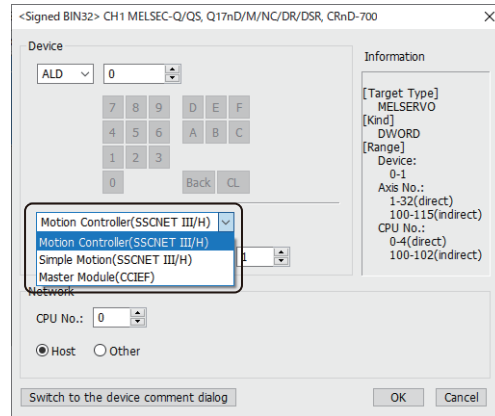 <Signed BIN32> CH1 MELSEC-Q/QS, Q17nD/M/NC/DR/DSR, CRnD-700
Device
ALD
0
7 8 9 D E F
4 5 6 A B C
1 2 3
0 Back CL
Motion Controller(SSCNET III/H)
Motion Controller(SSCNET III/H)
Simple Motion(SSCNET III/H)
Master Module(CCIEF)
1
Network
CPU No.: 0
Host Other
Information
[Target Type]
MELSERVO
[Kind]
DWORD
[Range]
Device:
0-1
Axis No.:
1-32(direct)
100-115(indirect)
CPU No.:
0-4(direct)
100-102(indirect)
Switch to the device comment dialog
OK Cancel